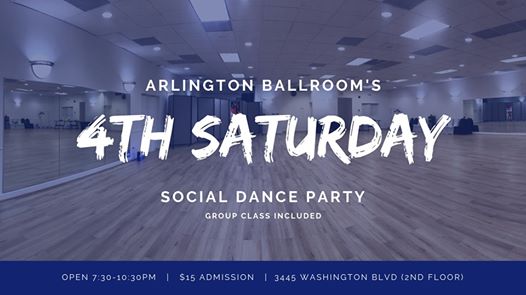 ARLINGTON BALLROOM'S
4TH SATURDAY
SOCIAL DANCE PARTY
GROUP CLASS INCLUDED
OPEN 7:30-10:30PM | $15 ADMISSION | 3445 WASHINGTON BLVD (2ND FLOOR)